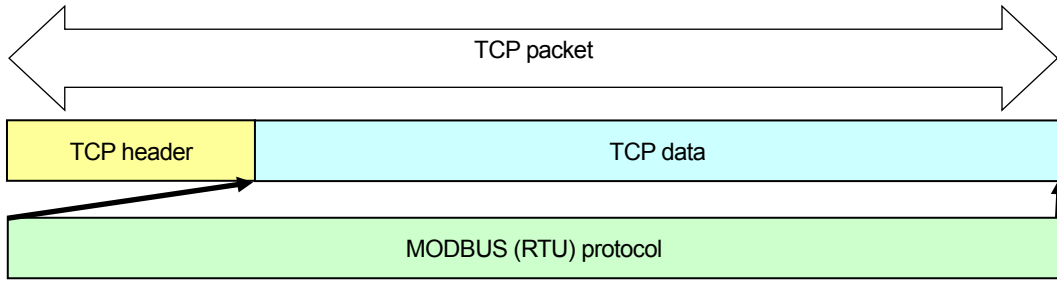 TCP packet
TCP header
TCP data
MODBUS (RTU) protocol